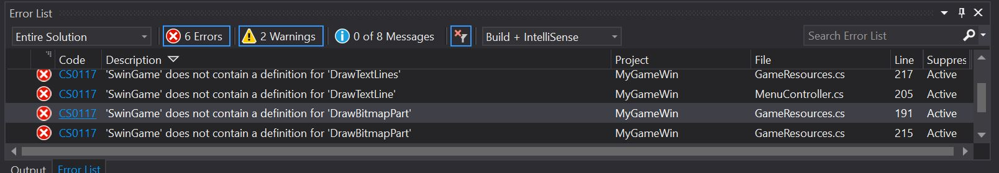 Error List
Entire Solution 6 Errors 2 Warnings 0 of 8 Messages Build + IntelliSense Search Error List
Code Description Project File Line Suppres
CS0117 'SwinGame' does not contain a definition for 'DrawTextLines' MyGameWin GameResources.cs 217 Active
CS0117 'SwinGame' does not contain a definition for 'DrawTextLine' MyGameWin MenuController.cs 205 Active
CS0117 'SwinGame' does not contain a definition for 'DrawBitmapPart' MyGameWin GameResources.cs 191 Active
CS0117 'SwinGame' does not contain a definition for 'DrawBitmapPart' MyGameWin GameResources.cs 215 Active
Output Error List